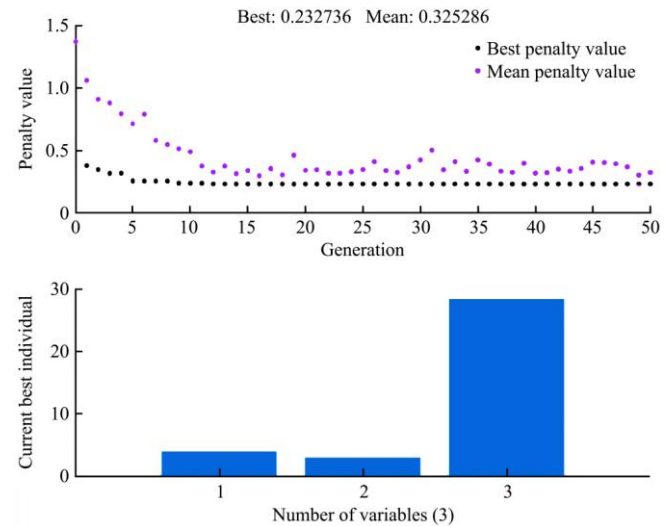 Best: 0.232736 Mean: 0.325286
1.5
1.0
0.5
0
Penalty value
Best penalty value
Mean penalty value
0 5 10 15 20 25 30 35 40 45 50
Generation
30
20
10
0
Current best individual
1 2 3
Number of variables (3)